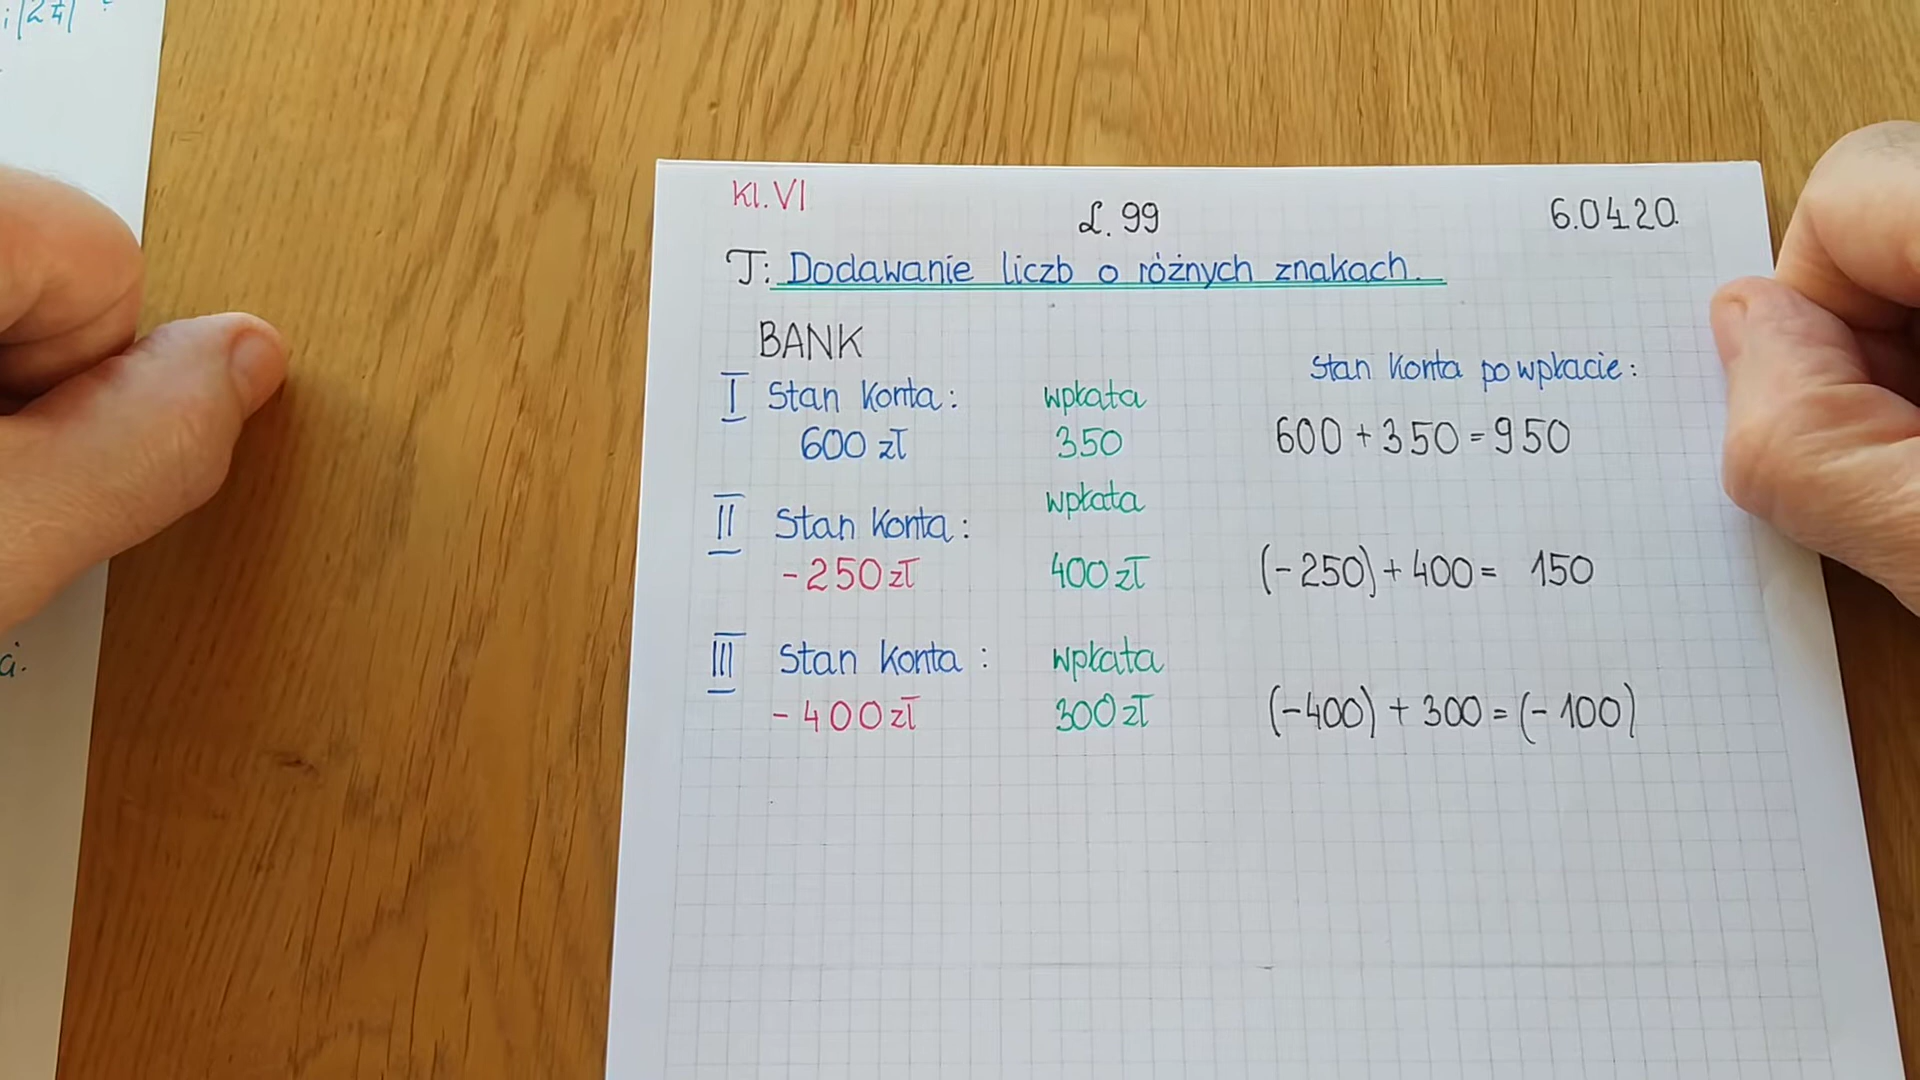 Kl. VI
L. 99
6.04.20.
T: Dodawanie liczb o różnych znakach.
BANK
Stan konta po wpłacie:
I Stan konta: wpłata
600 zł 350 600 + 350 = 950
II Stan konta: wpłata
-250 zł 400 zł (-250) + 400 = 150
III Stan konta: wpłata
-400 zł 300 zł (-400) + 300 = (-100)